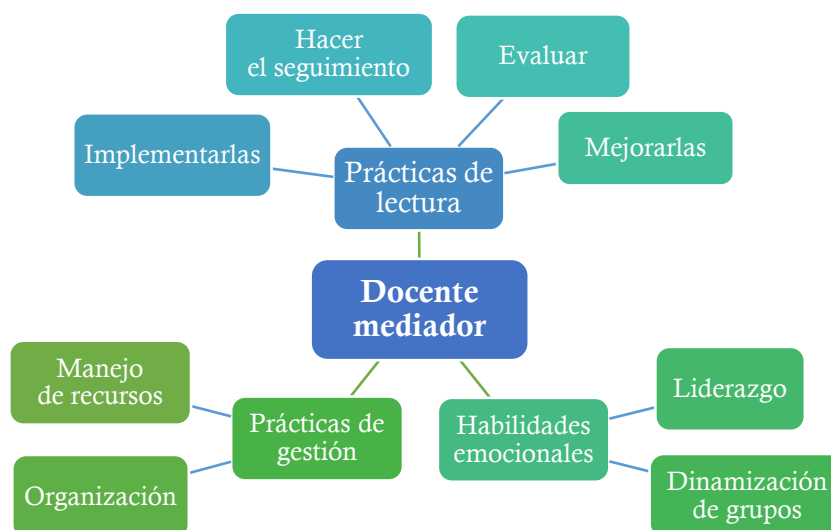 Hacer
el seguimiento
Evaluar
Implementarlas
Mejorarlas
Prácticas de
lectura
Docente
mediador
Manejo
de recursos
Prácticas de
gestión
Organización
Habilidades
emocionales
Liderazgo
Dinamización
de grupos